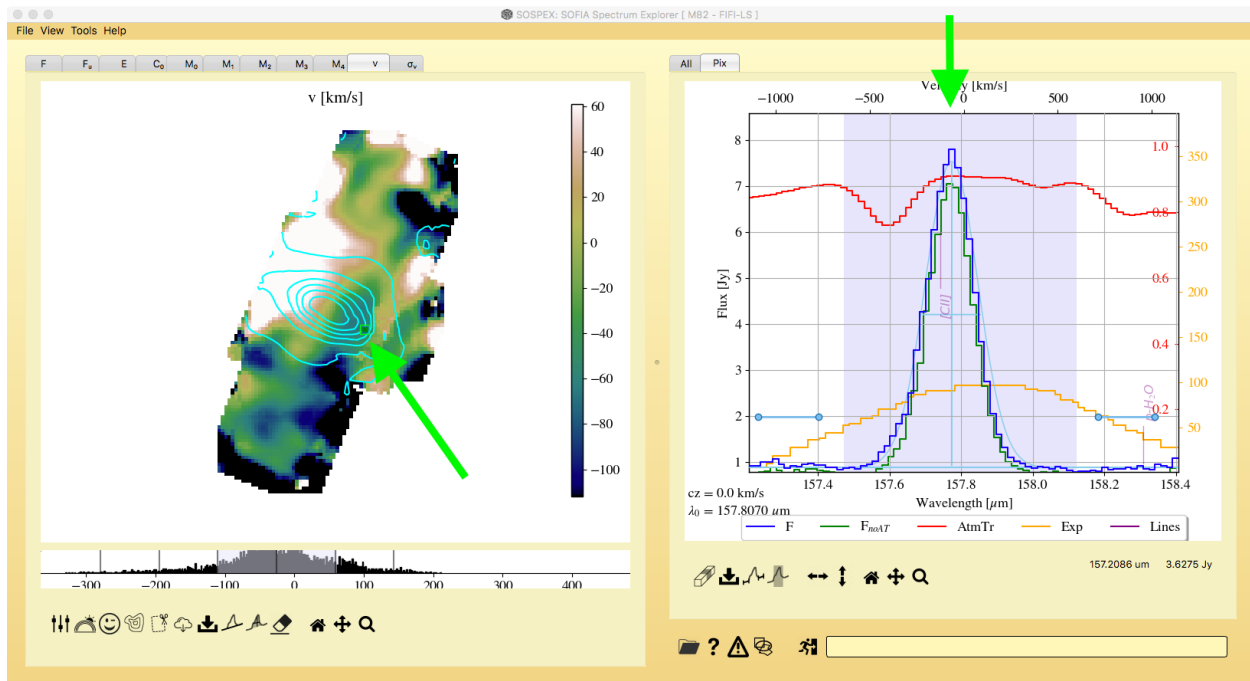 SOSPEX: SOFIA Spectrum Explorer [ M82 - FIFI-LS ]
File View Tools Help
F Fᵤ E C₀ M₀ M₁ M₂ M₃ M₄ v σᵥ
v [km/s]
60
40
20
0
−20
−40
−60
−80
−100
−300 −200 −100 0 100 200 300 400
All Pix
[km/s]
−1000 −500 0 500 1000
8
7
6
5
4
3
2
1
Flux [Jy]
1.0
0.8
0.6
0.4
0.2
350
300
250
200
150
100
50
[CII]
H₂O
157.4 157.6 157.8 158.0 158.2 158.4
Wavelength [μm]
cz = 0.0 km/s
λ₀ = 157.8070 μm
F F_noAT AtmTr Exp Lines
157.2086 um 3.6275 Jy